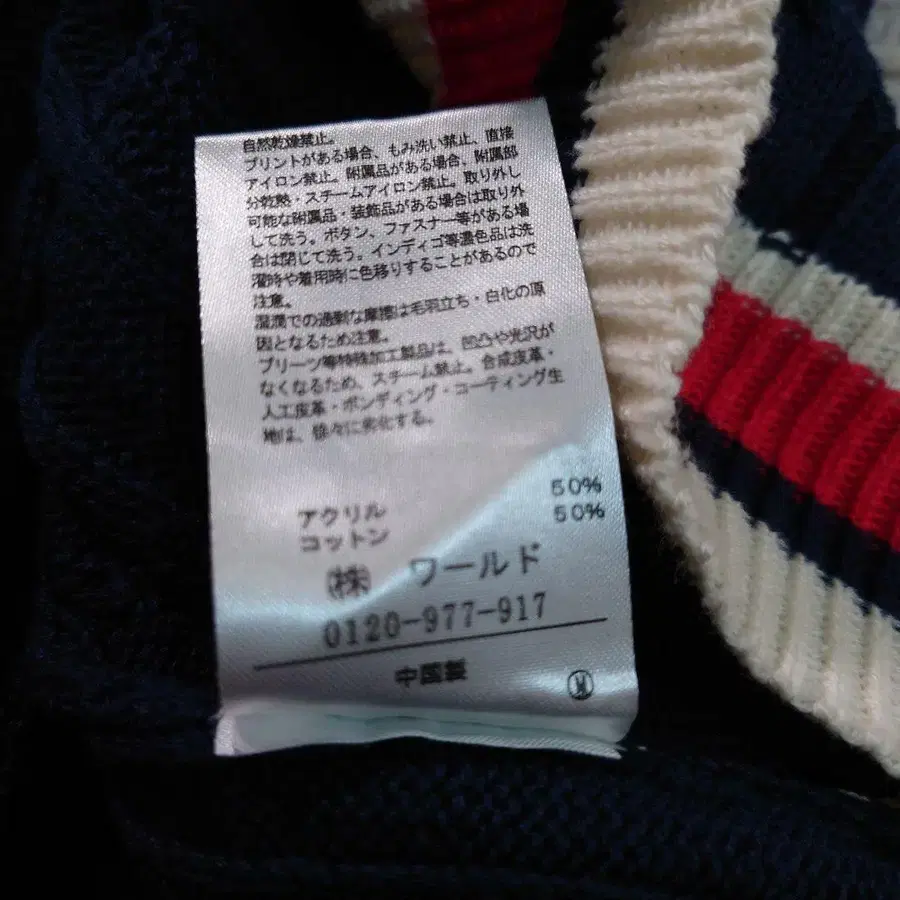 自然乾燥禁止。
プリントがある場合、もみ洗い禁止、直接
アイロン禁止。附属品がある場合、附属部
分乾熱・スチームアイロン禁止。取り外し
可能な附属品・装飾品がある場合は取り外
して洗う。ボタン、ファスナー等がある場
合は閉じて洗う。インディゴ等濃色品は洗
濯時や着用時に色移りすることがあるので
注意。
湿潤での過剰な摩擦は毛羽立ち・白化の原
因となるため注意。
プリーツ等特殊加工製品は、凹凸や光沢が
なくなるため、スチーム禁止。合成皮革・
人工皮革・ボンディング・コーティング生
地は、徐々に劣化する。
アクリル 50%
コットン 50%
㈱ ワールド
0120-977-917
中国製